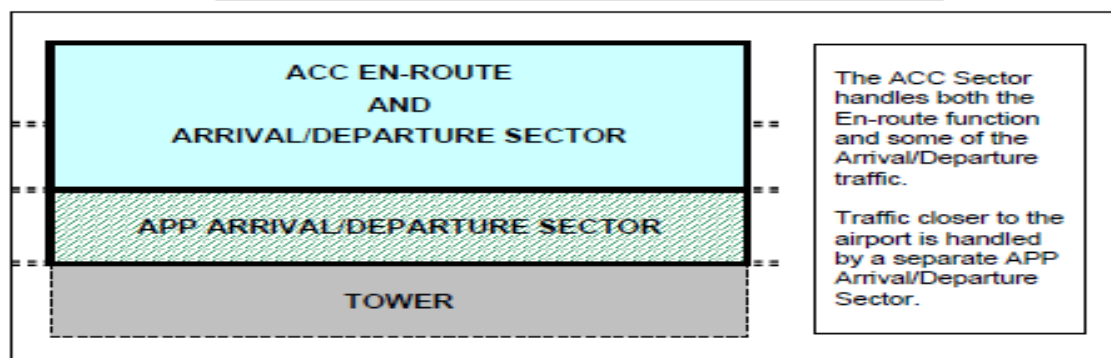 ACC EN-ROUTE
AND
ARRIVAL/DEPARTURE SECTOR
APP ARRIVAL/DEPARTURE SECTOR
TOWER
The ACC Sector
handles both the
En-route function
and some of the
Arrival/Departure
traffic.
Traffic closer to the
airport is handled
by a separate APP
Arrival/Departure
Sector.